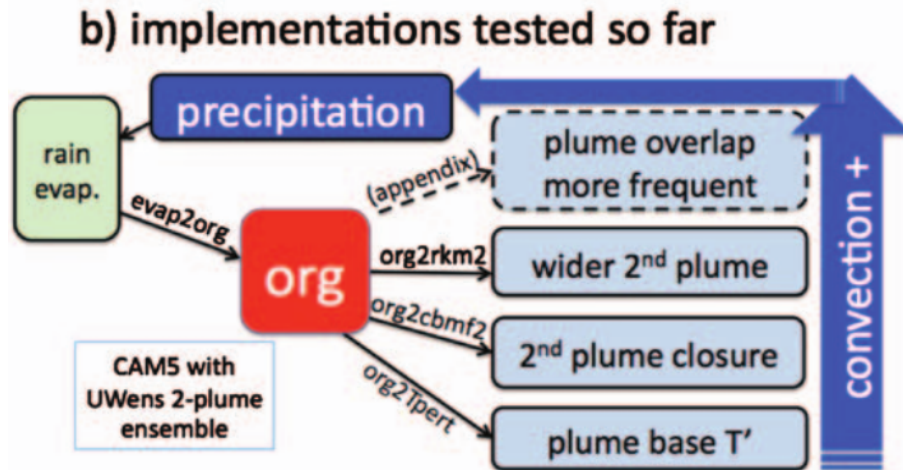 b) implementations tested so far
precipitation
rain
evap.
evap2org
org
(appendix)
plume overlap
more frequent
org2rkm2
wider 2nd plume
org2cbmf2
2nd plume closure
org2Tpert
plume base T'
convection +
CAM5 with
UWens 2-plume
ensemble